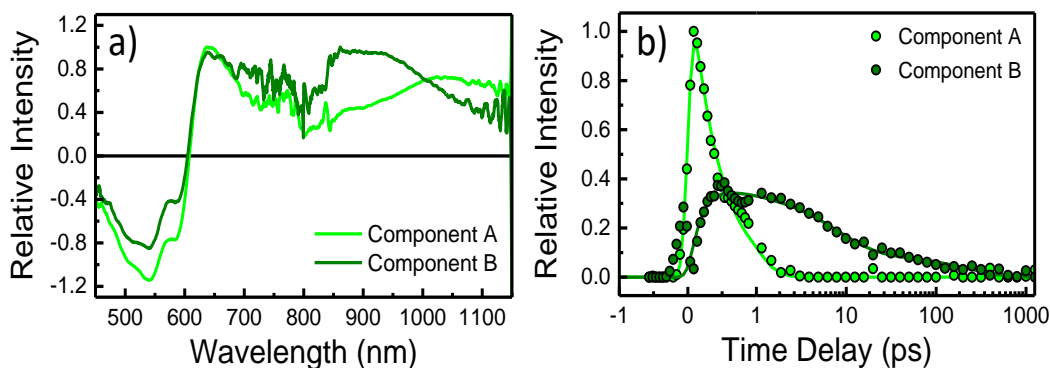 a)
Relative Intensity
1.2
0.8
0.4
0.0
-0.4
-0.8
-1.2
Component A
Component B
500 600 700 800 900 1000 1100
Wavelength (nm)
b)
Relative Intensity
1.0
0.8
0.6
0.4
0.2
0.0
Component A
Component B
-1 0 1 10 100 1000
Time Delay (ps)